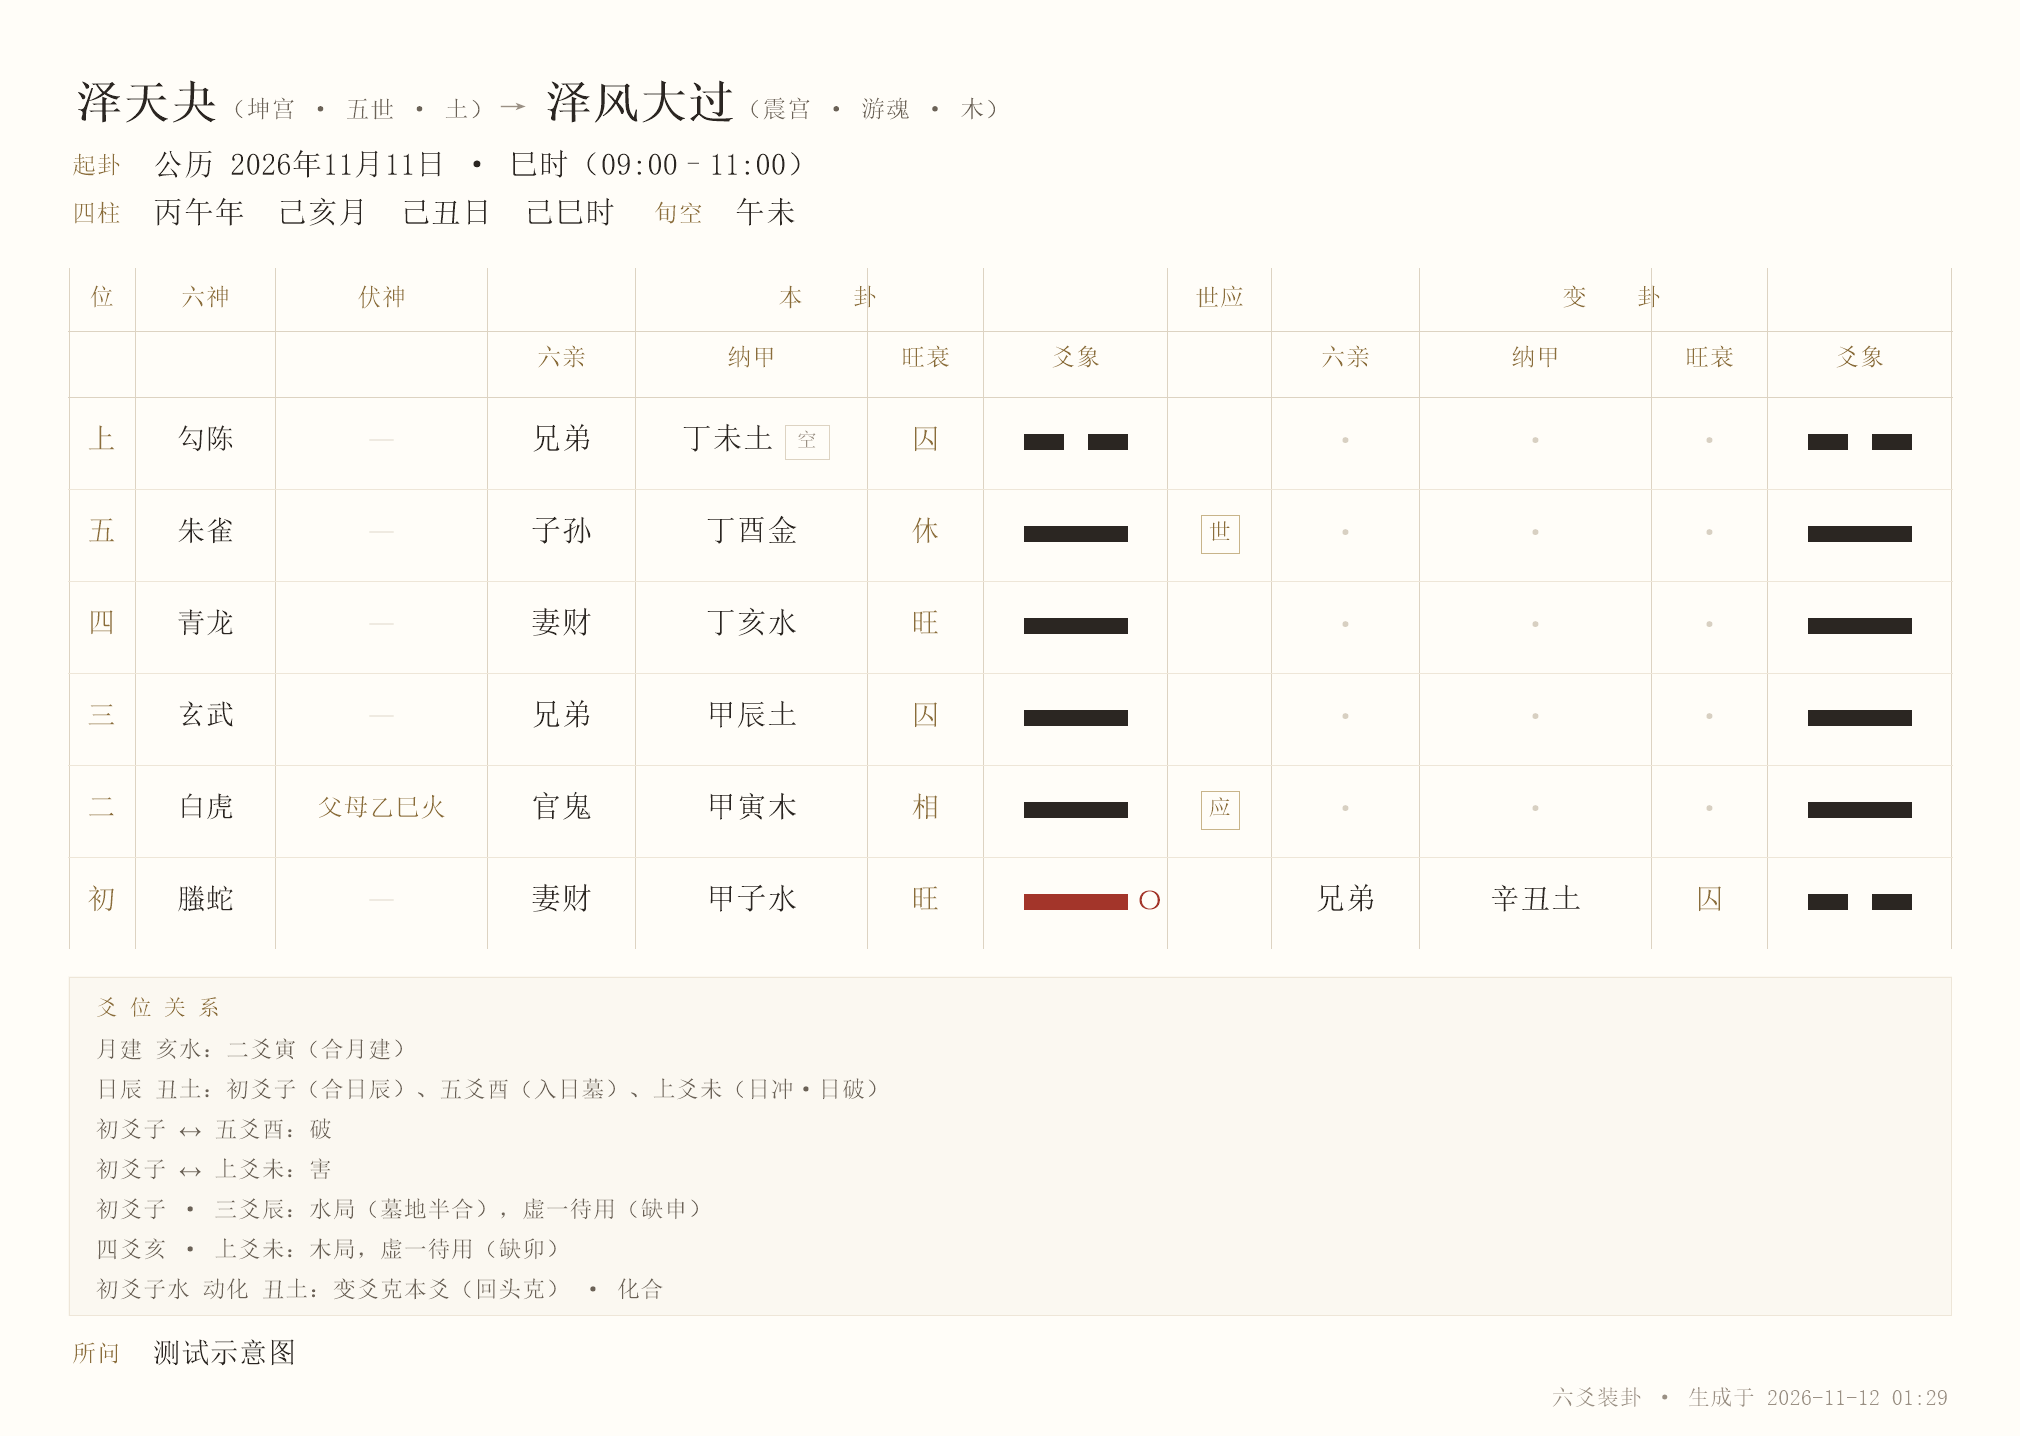 泽天夬（坤宫 • 五世 • 土）→ 泽风大过（震宫 • 游魂 • 木）
起卦 公历 2026年11月11日 • 巳时（09:00–11:00）
四柱 丙午年 己亥月 己丑日 己巳时 旬空 午未
位 六神 伏神 本 卦 世应 变 卦
六亲 纳甲 旺衰 爻象 六亲 纳甲 旺衰 爻象
上 勾陈 — 兄弟 丁未土 空 囚 • • •
五 朱雀 — 子孙 丁酉金 休 世 • • •
四 青龙 — 妻财 丁亥水 旺 • • •
三 玄武 — 兄弟 甲辰土 囚 • • •
二 白虎 父母乙巳火 官鬼 甲寅木 相 应 • • •
初 螣蛇 — 妻财 甲子水 旺 O 兄弟 辛丑土 囚
爻位关系
月建 亥水：二爻寅（合月建）
日辰 丑土：初爻子（合日辰）、五爻酉（入日墓）、上爻未（日冲•日破）
初爻子 ↔ 五爻酉：破
初爻子 ↔ 上爻未：害
初爻子 • 三爻辰：水局（墓地半合），虚一待用（缺申）
四爻亥 • 上爻未：木局，虚一待用（缺卯）
初爻子水 动化 丑土：变爻克本爻（回头克） • 化合
所问 测试示意图
六爻装卦 • 生成于 2026-11-12 01:29